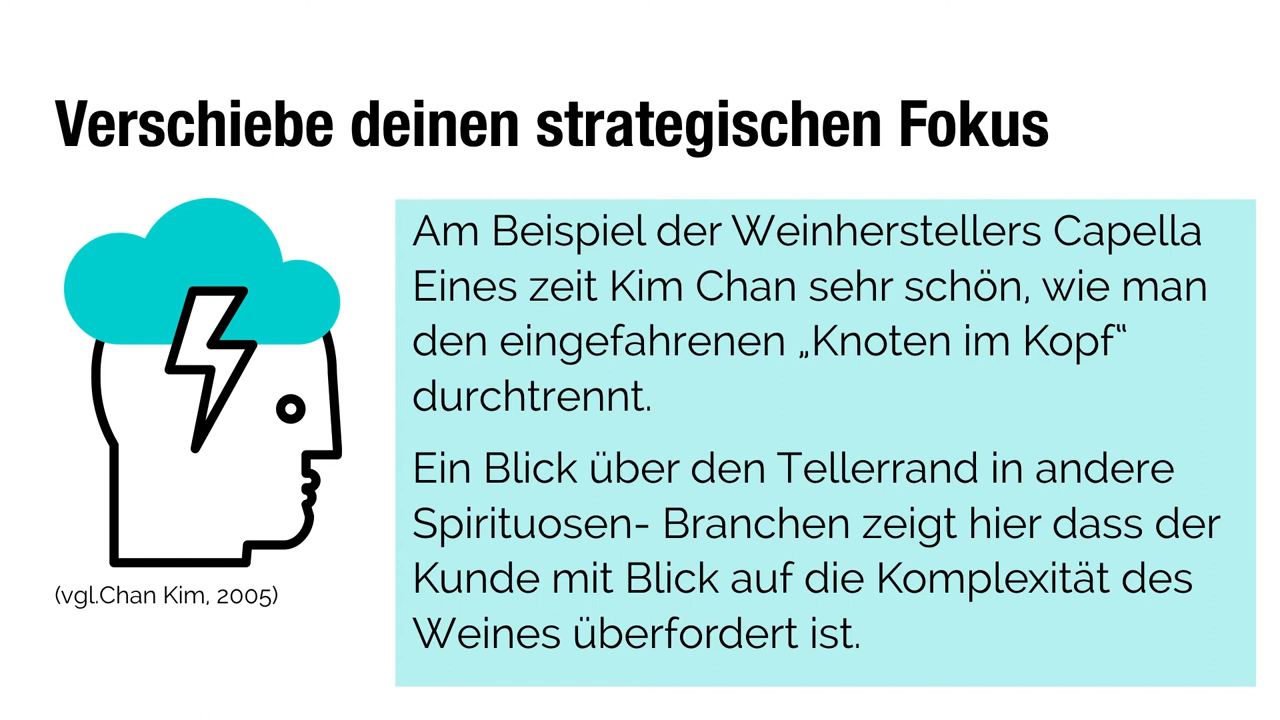 Verschiebe deinen strategischen Fokus
Am Beispiel der Weinherstellers Capella
Eines zeit Kim Chan sehr schön, wie man
den eingefahrenen „Knoten im Kopf“
durchtrennt.
Ein Blick über den Tellerrand in andere
Spirituosen- Branchen zeigt hier dass der
Kunde mit Blick auf die Komplexität des
Weines überfordert ist.
(vgl.Chan Kim, 2005)